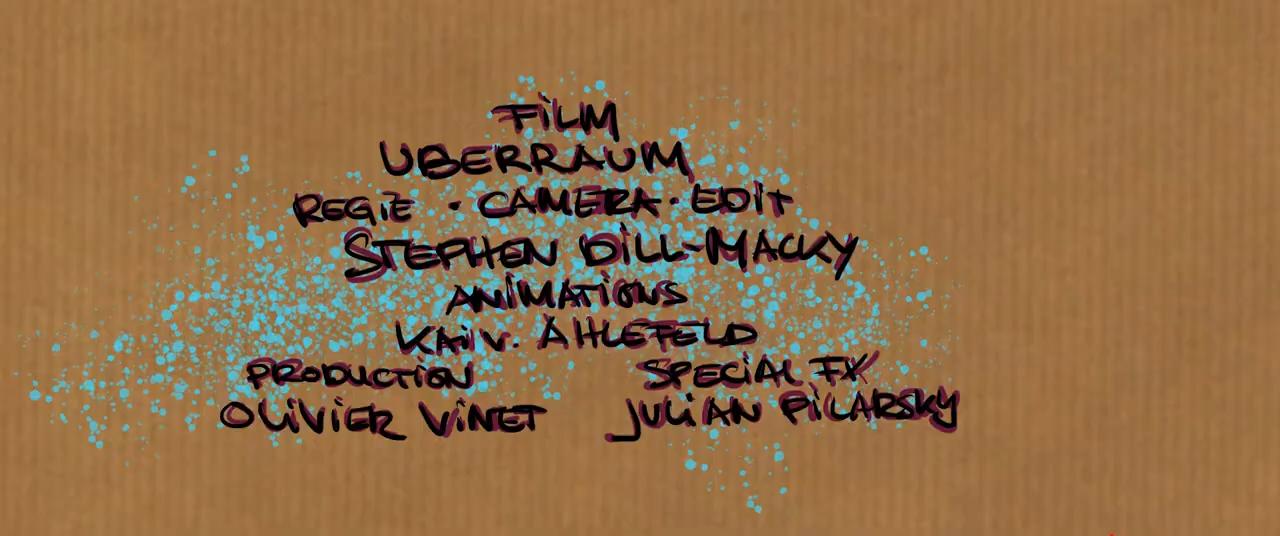 FiLM
UBERRAUM
REGiE · CAMERA · EDiT
STEPHEN DiLL-MACKY
ANiMATiONS
KAi V. AHLEFELD
PRODUCTiON SPECiAL FX
OLiViER ViNET JULiAN PiLARSKY